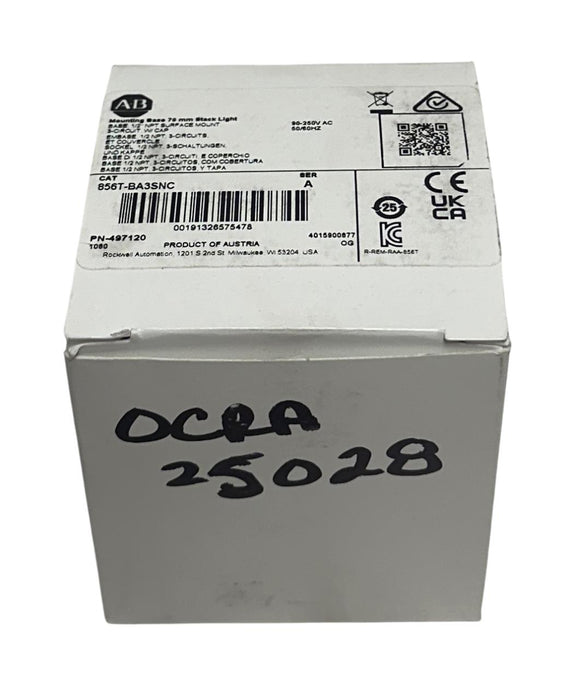 AB
Mounting Base 70 mm Stack Light
BASE 1/2" NPT SURFACE MOUNT
3-CIRCUIT W/ CAP
EMBASE 1/2 NPT, 3-CIRCUITS,
ET COUVERCLE
SOCKEL, 1/2 NPT, 3-SCHALTUNGEN,
UND KAPPE
BASE D 1/2 NPT, 3-CIRCUITI, E COPERCHIO
BASE 1/2 NPT, 3-CIRCUITOS, COM COBERTURA
BASE 1/2 NPT, 3-CIRCUITOS Y TAPA
90-250V AC
50/60HZ
CAT
856T-BA3SNC
SER
A
00191326575478
PN-497120
1080
PRODUCT OF AUSTRIA
4015900877
OG
Rockwell Automation, 1201 S 2nd St. Milwaukee, WI 53204 USA
CE
25
UK
CA
R-REM-RAA-856T
OCRA
25028